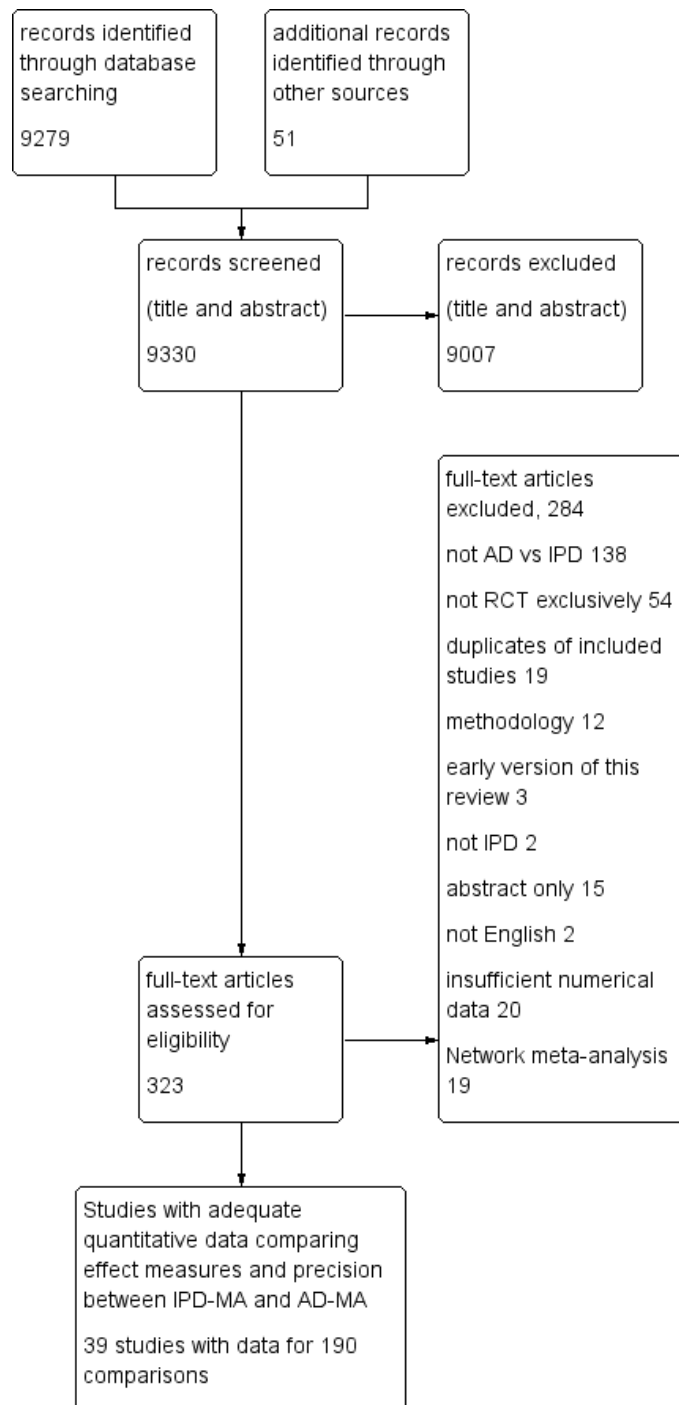 records identified
through database
searching
9279
additional records
identified through
other sources
51
records screened
(title and abstract)
9330
records excluded
(title and abstract)
9007
full-text articles
excluded, 284
not AD vs IPD 138
not RCT exclusively 54
duplicates of included
studies 19
methodology 12
early version of this
review 3
not IPD 2
abstract only 15
not English 2
insufficient numerical
data 20
Network meta-analysis
19
full-text articles
assessed for
eligibility
323
Studies with adequate
quantitative data comparing
effect measures and precision
between IPD-MA and AD-MA
39 studies with data for 190
comparisons